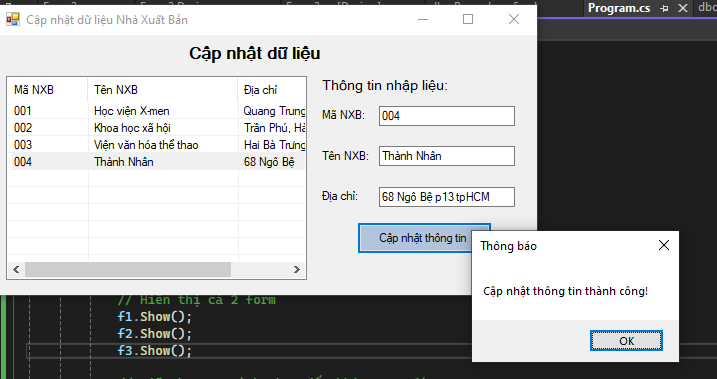 Program.cs
dbo
Cập nhật dữ liệu Nhà Xuất Bản
Cập nhật dữ liệu
Thông tin nhập liệu:
Mã NXB Tên NXB Địa chỉ
001 Học viện X-men Quang Trung
002 Khoa học xã hội Trần Phú, Hà
003 Viện văn hóa thể thao Hai Bà Trưng
004 Thành Nhân 68 Ngô Bệ
Mã NXB: 004
Tên NXB: Thành Nhân
Địa chỉ: 68 Ngô Bệ p13 tpHCM
Cập nhật thông tin
Thông báo
Cập nhật thông tin thành công!
OK
// Hiển thị cả 2 form
f1.Show();
f2.Show();
f3.Show();